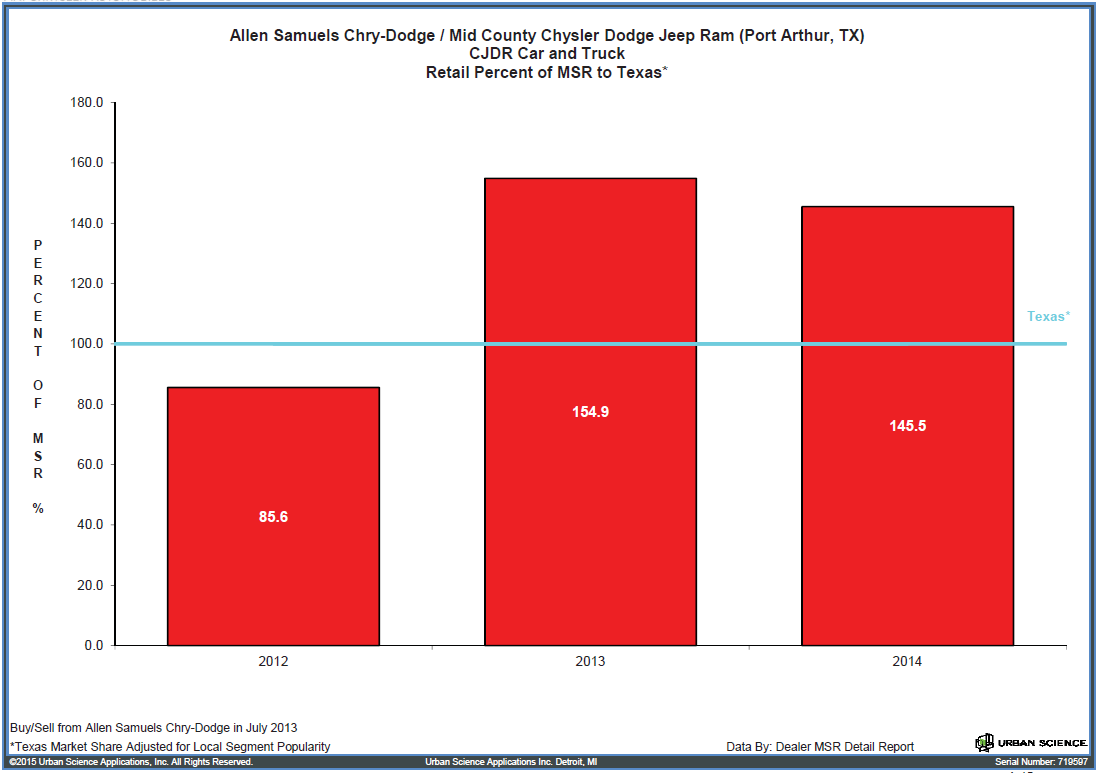 Allen Samuels Chry-Dodge / Mid County Chysler Dodge Jeep Ram (Port Arthur, TX)
CJDR Car and Truck
Retail Percent of MSR to Texas*
PERCENT OF MSR %
180.0
160.0
140.0
120.0
100.0
80.0
60.0
40.0
20.0
0.0
Texas*
85.6
154.9
145.5
2012
2013
2014
Buy/Sell from Allen Samuels Chry-Dodge in July 2013
*Texas Market Share Adjusted for Local Segment Popularity
Data By: Dealer MSR Detail Report
URBAN SCIENCE
©2015 Urban Science Applications, Inc. All Rights Reserved.
Urban Science Applications Inc. Detroit, MI
Serial Number: 719597